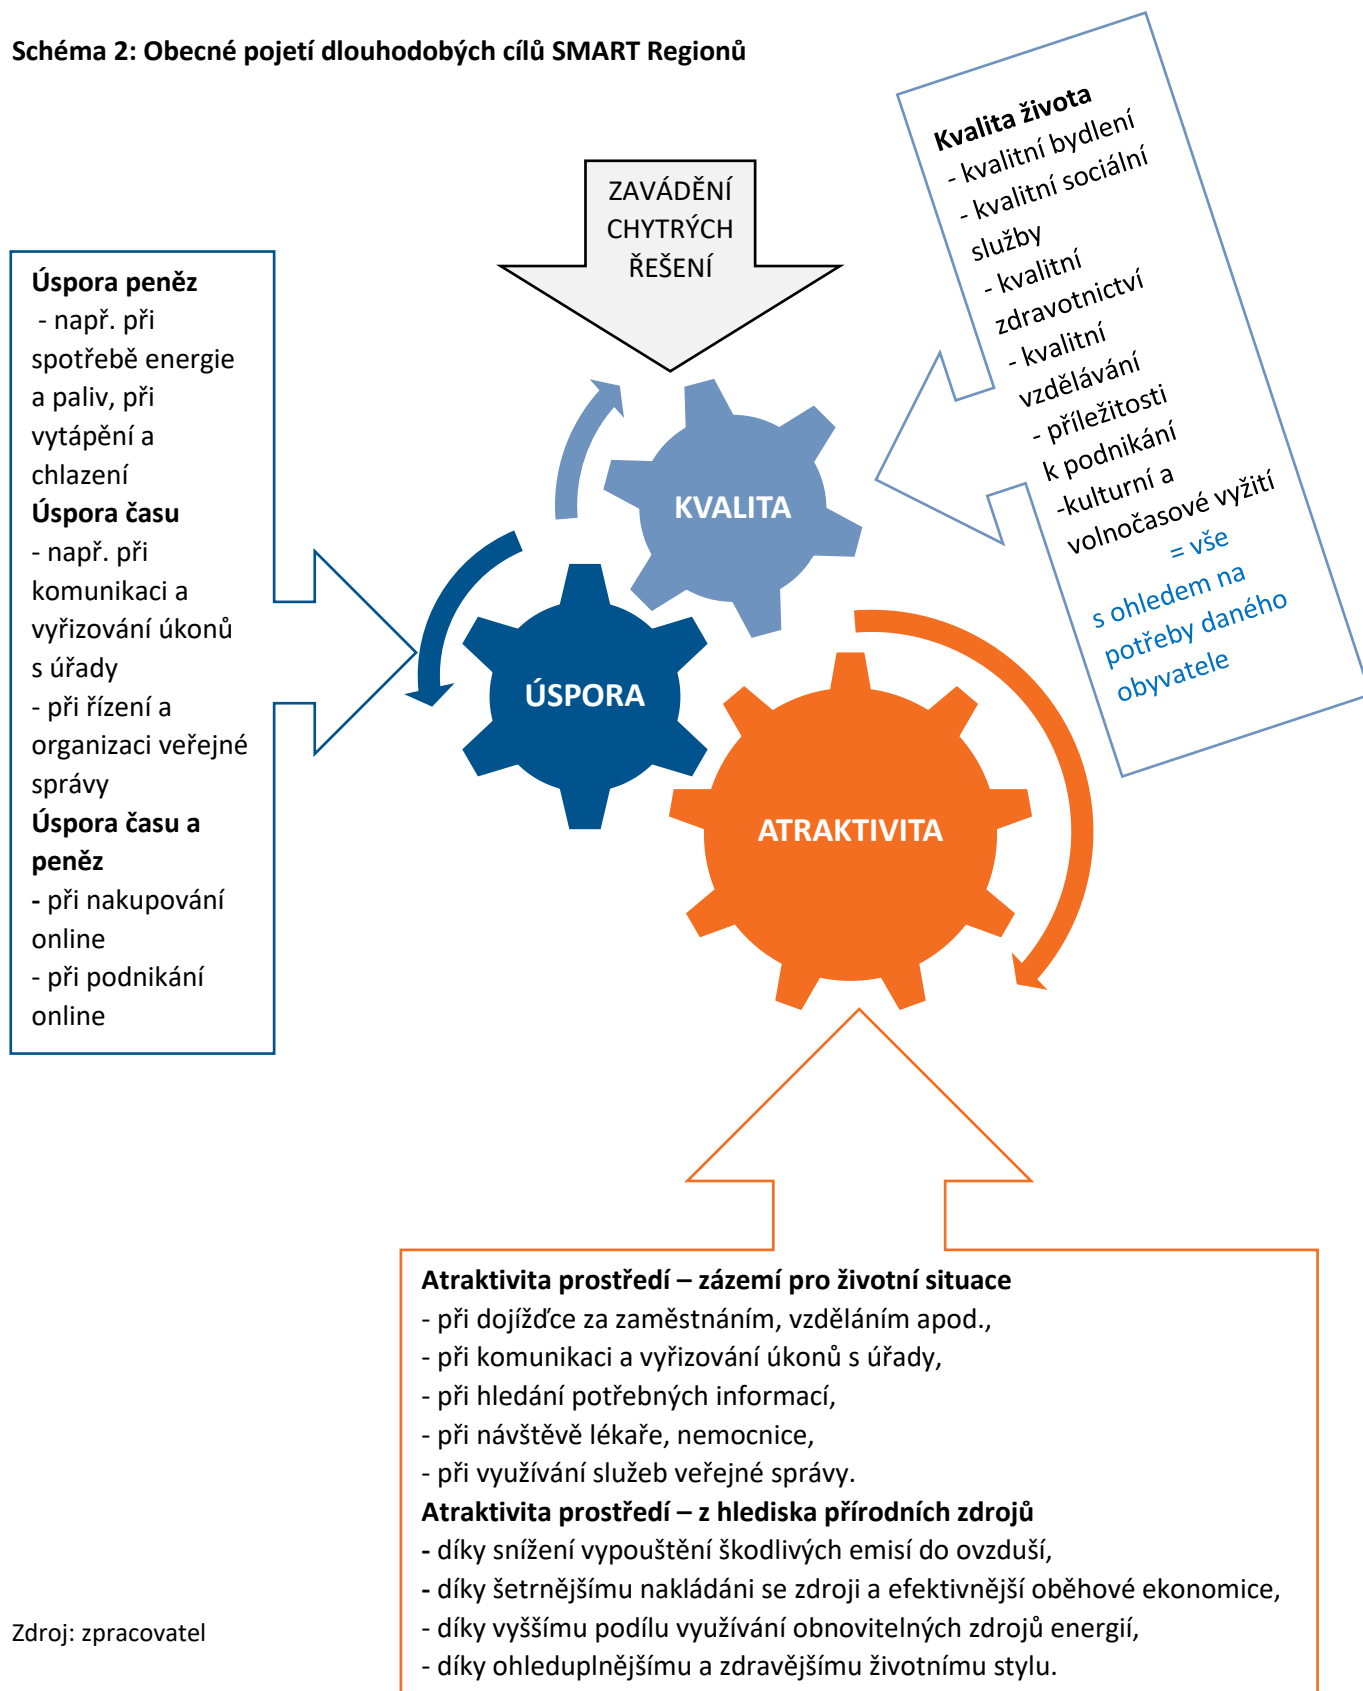 Schéma 2: Obecné pojetí dlouhodobých cílů SMART Regionů
ZAVÁDĚNÍ
CHYTRÝCH
ŘEŠENÍ
Kvalita života
- kvalitní bydlení
- kvalitní sociální
služby
- kvalitní
zdravotnictví
- kvalitní
vzdělávání
- příležitosti
k podnikání
-kulturní a
volnočasové vyžití
= vše
s ohledem na
potřeby daného
obyvatele
Úspora peněz
- např. při
spotřebě energie
a paliv, při
vytápění a
chlazení
Úspora času
- např. při
komunikaci a
vyřizování úkonů
s úřady
- při řízení a
organizaci veřejné
správy
Úspora času a
peněz
- při nakupování
online
- při podnikání
online
KVALITA
ÚSPORA
ATRAKTIVITA
Atraktivita prostředí – zázemí pro životní situace
- při dojížďce za zaměstnáním, vzděláním apod.,
- při komunikaci a vyřizování úkonů s úřady,
- při hledání potřebných informací,
- při návštěvě lékaře, nemocnice,
- při využívání služeb veřejné správy.
Atraktivita prostředí – z hlediska přírodních zdrojů
- díky snížení vypouštění škodlivých emisí do ovzduší,
- díky šetrnějšímu nakládáni se zdroji a efektivnější oběhové ekonomice,
- díky vyššímu podílu využívání obnovitelných zdrojů energií,
- díky ohleduplnějšímu a zdravějšímu životnímu stylu.
Zdroj: zpracovatel